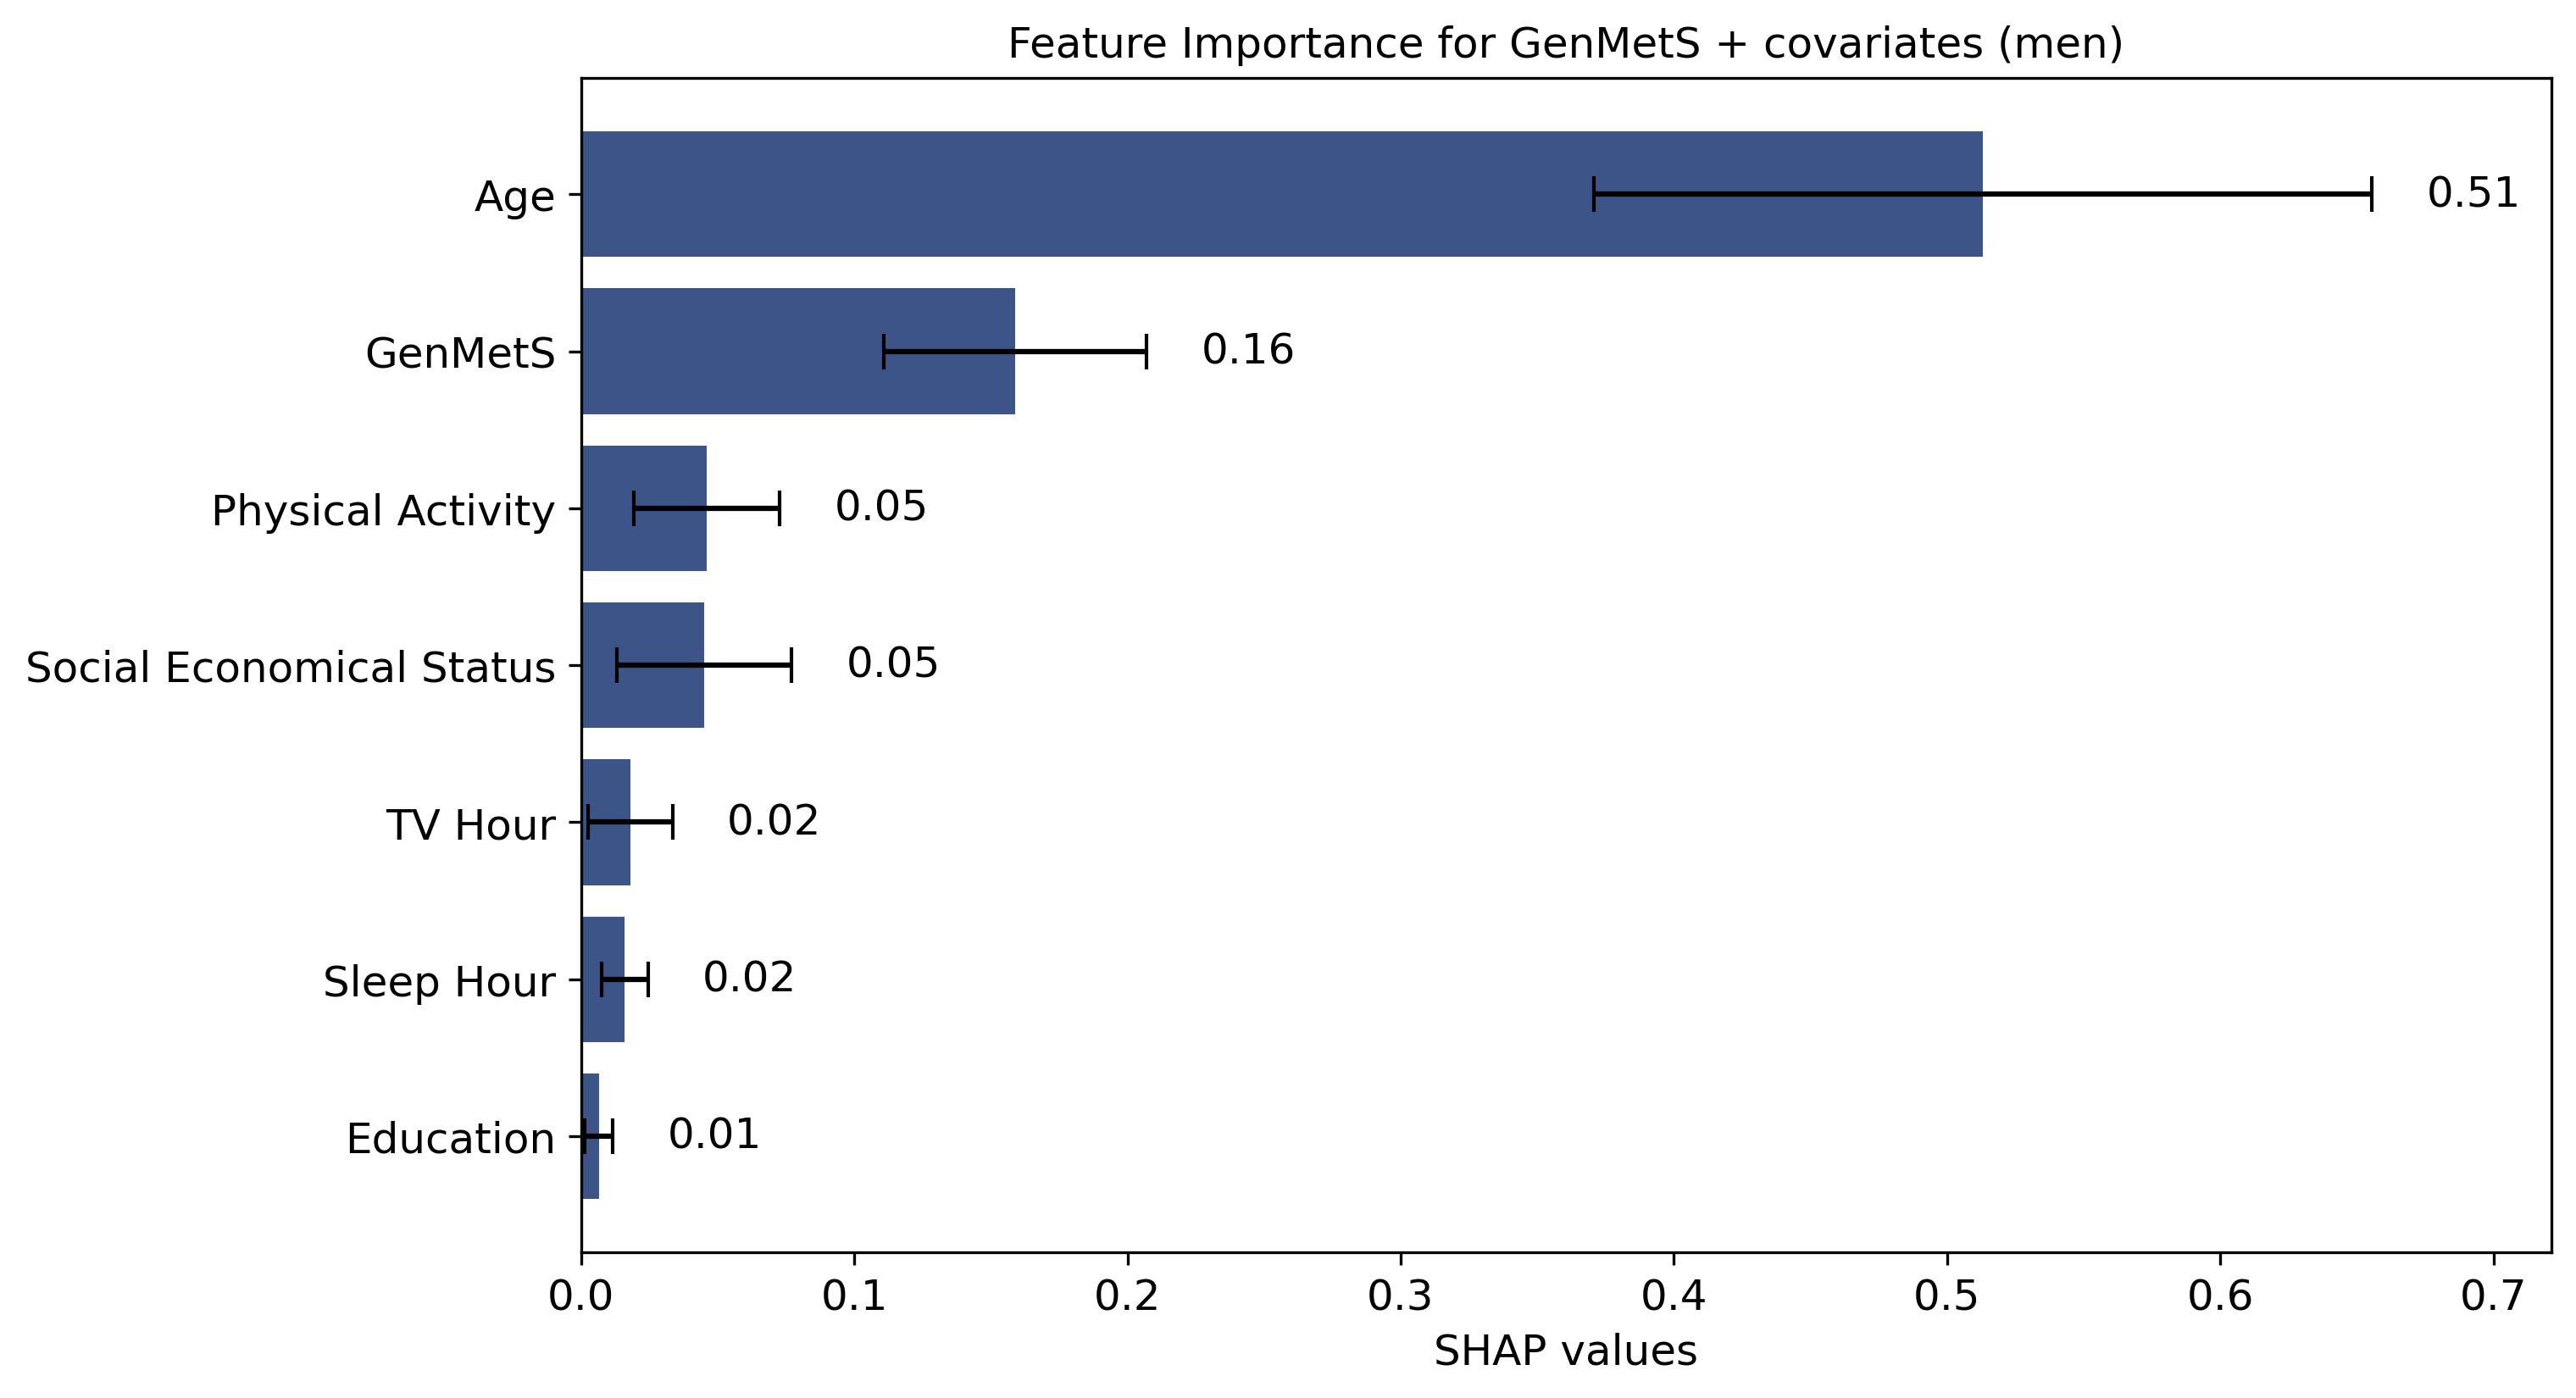 Feature Importance for GenMetS + covariates (men)
Age 0.51
GenMetS 0.16
Physical Activity 0.05
Social Economical Status 0.05
TV Hour 0.02
Sleep Hour 0.02
Education 0.01
0.0 0.1 0.2 0.3 0.4 0.5 0.6 0.7
SHAP values